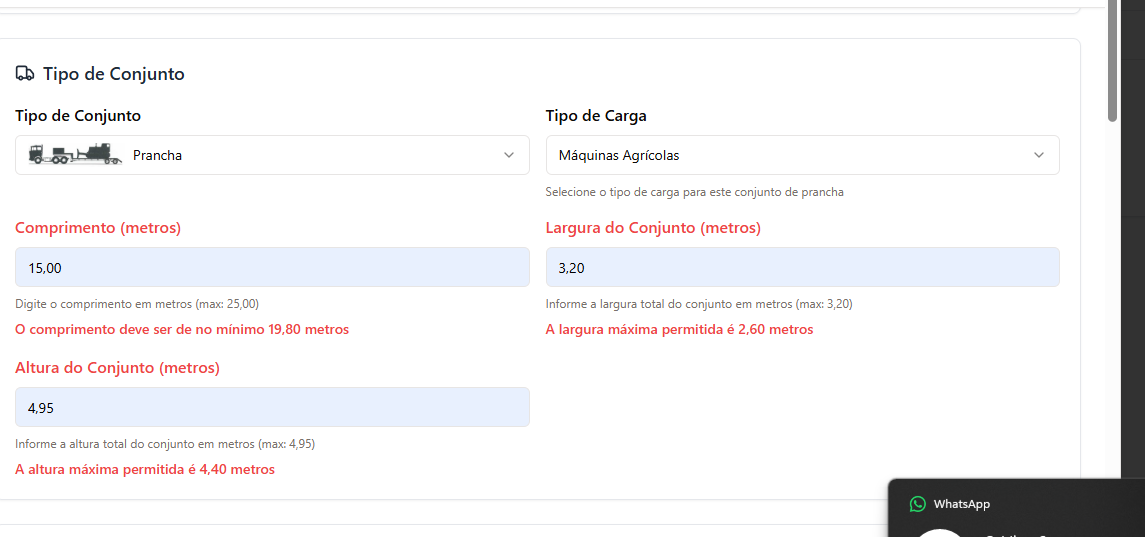 Tipo de Conjunto
Tipo de Conjunto
Prancha
Tipo de Carga
Máquinas Agrícolas
Selecione o tipo de carga para este conjunto de prancha
Comprimento (metros)
15,00
Digite o comprimento em metros (max: 25,00)
O comprimento deve ser de no mínimo 19,80 metros
Largura do Conjunto (metros)
3,20
Informe a largura total do conjunto em metros (max: 3,20)
A largura máxima permitida é 2,60 metros
Altura do Conjunto (metros)
4,95
Informe a altura total do conjunto em metros (max: 4,95)
A altura máxima permitida é 4,40 metros
WhatsApp